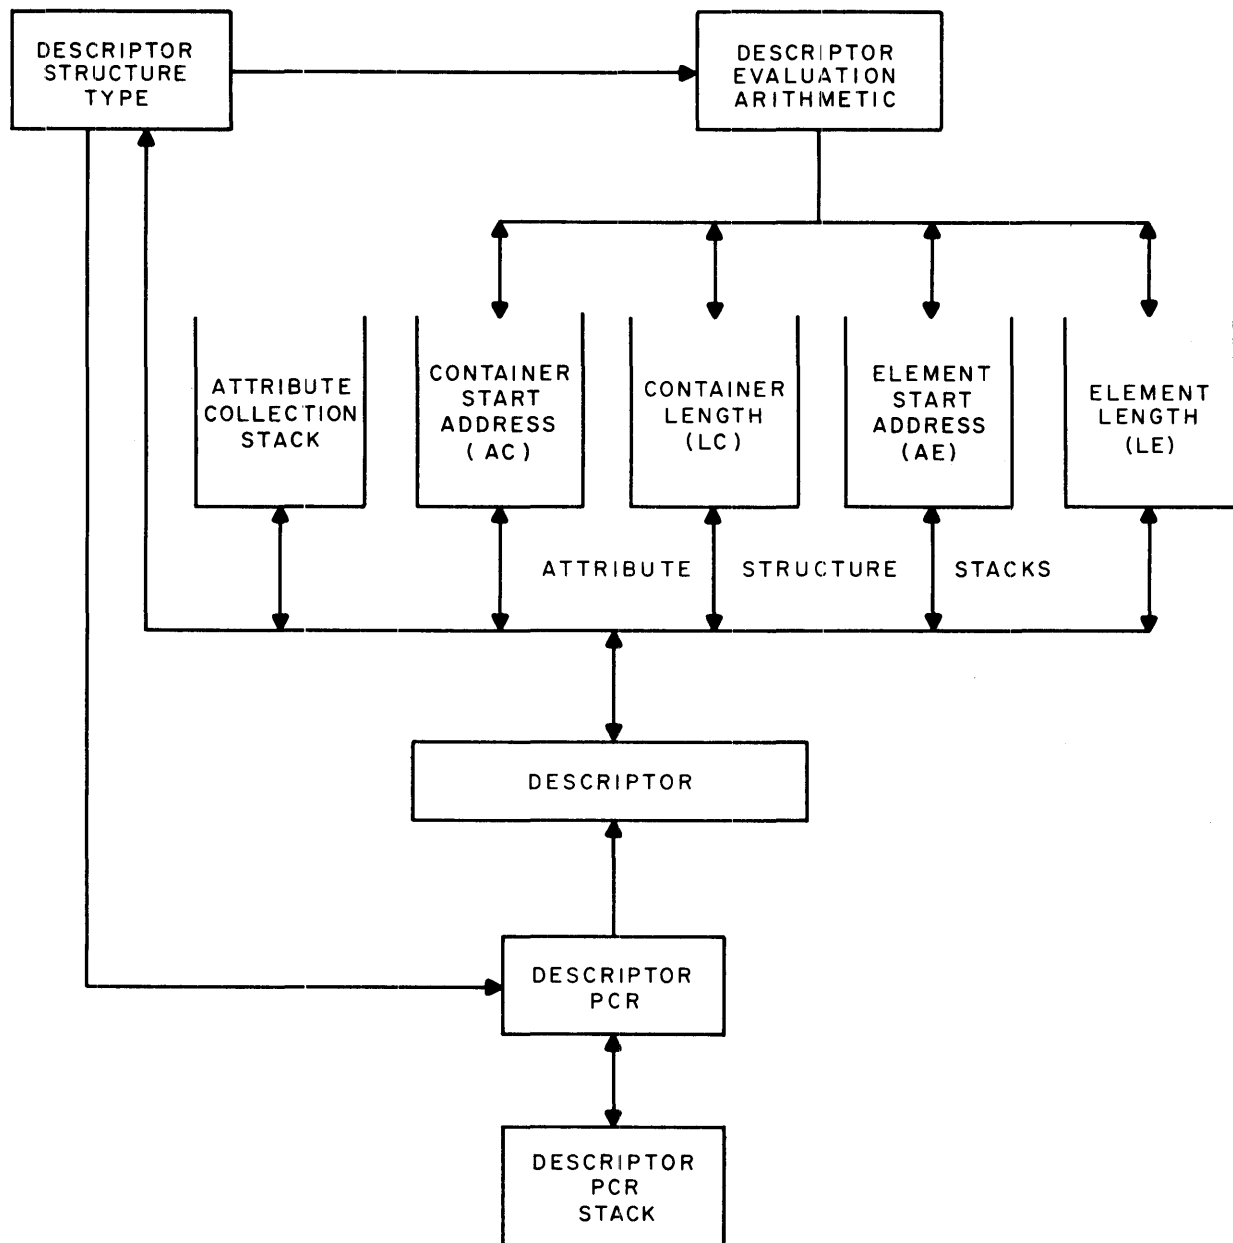 DESCRIPTOR
STRUCTURE
TYPE
DESCRIPTOR
EVALUATION
ARITHMETIC
ATTRIBUTE
COLLECTION
STACK
CONTAINER
START
ADDRESS
(AC)
CONTAINER
LENGTH
(LC)
ELEMENT
START
ADDRESS
(AE)
ELEMENT
LENGTH
(LE)
ATTRIBUTE STRUCTURE STACKS
DESCRIPTOR
DESCRIPTOR
PCR
DESCRIPTOR
PCR
STACK